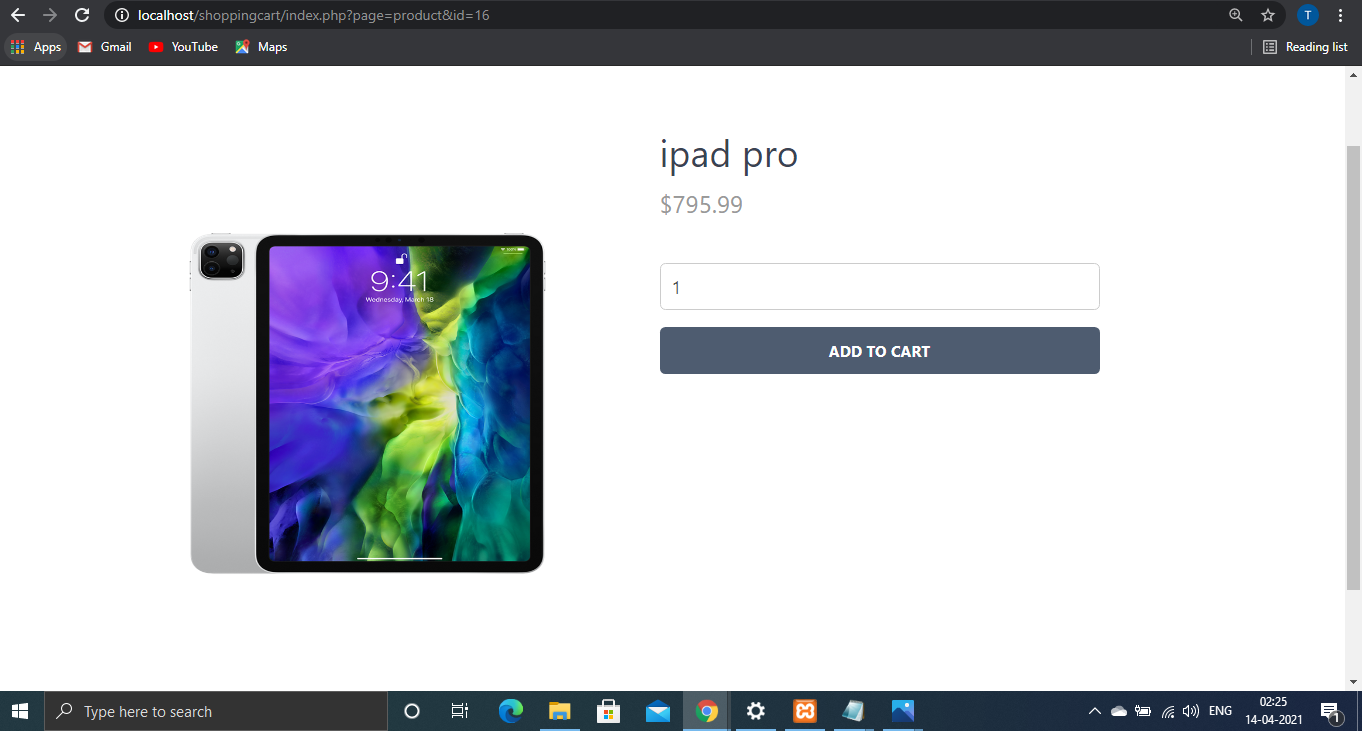 localhost/shoppingcart/index.php?page=product&id=16
T
Apps Gmail YouTube Maps Reading list
ipad pro
$795.99
9:41
Wednesday, March 18
1
ADD TO CART
Type here to search
ENG
02:25
14-04-2021
1